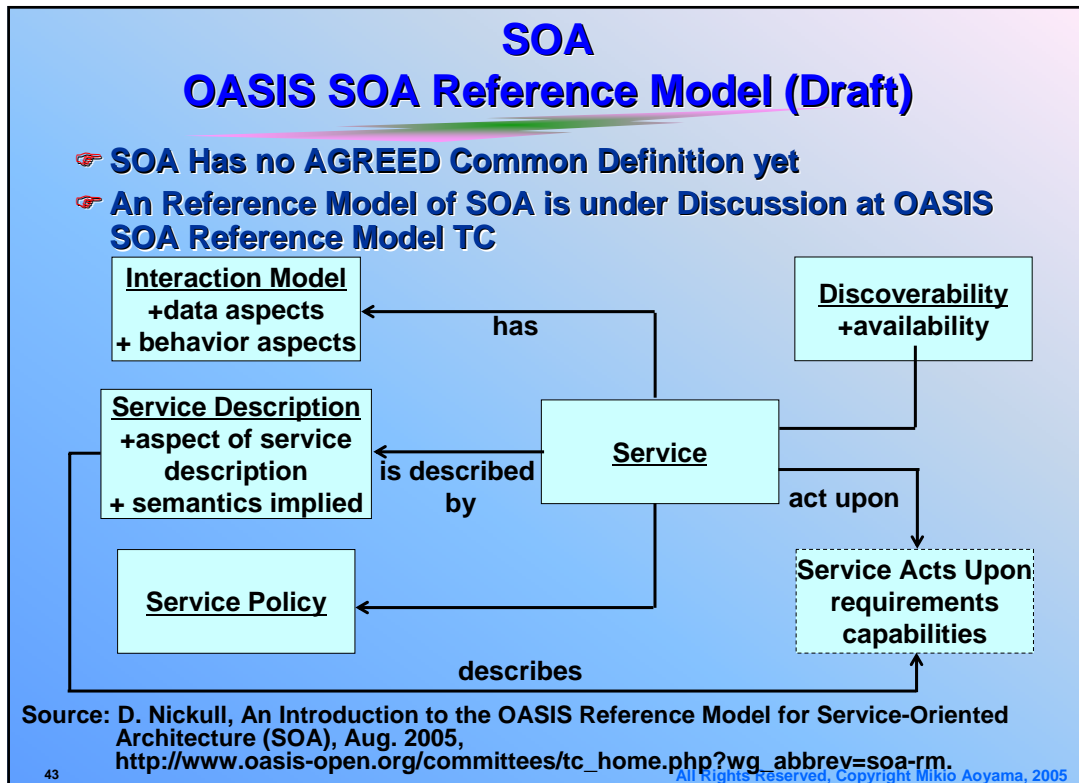 SOA
OASIS SOA Reference Model (Draft)
☞ SOA Has no AGREED Common Definition yet
☞ An Reference Model of SOA is under Discussion at OASIS
SOA Reference Model TC
Interaction Model
+data aspects
+ behavior aspects
has
Discoverability
+availability
Service Description
+aspect of service
description
+ semantics implied
is described
by
Service
act upon
Service Policy
Service Acts Upon
requirements
capabilities
describes
Source: D. Nickull, An Introduction to the OASIS Reference Model for Service-Oriented
Architecture (SOA), Aug. 2005,
http://www.oasis-open.org/committees/tc_home.php?wg_abbrev=soa-rm.
43
All Rights Reserved, Copyright Mikio Aoyama, 2005